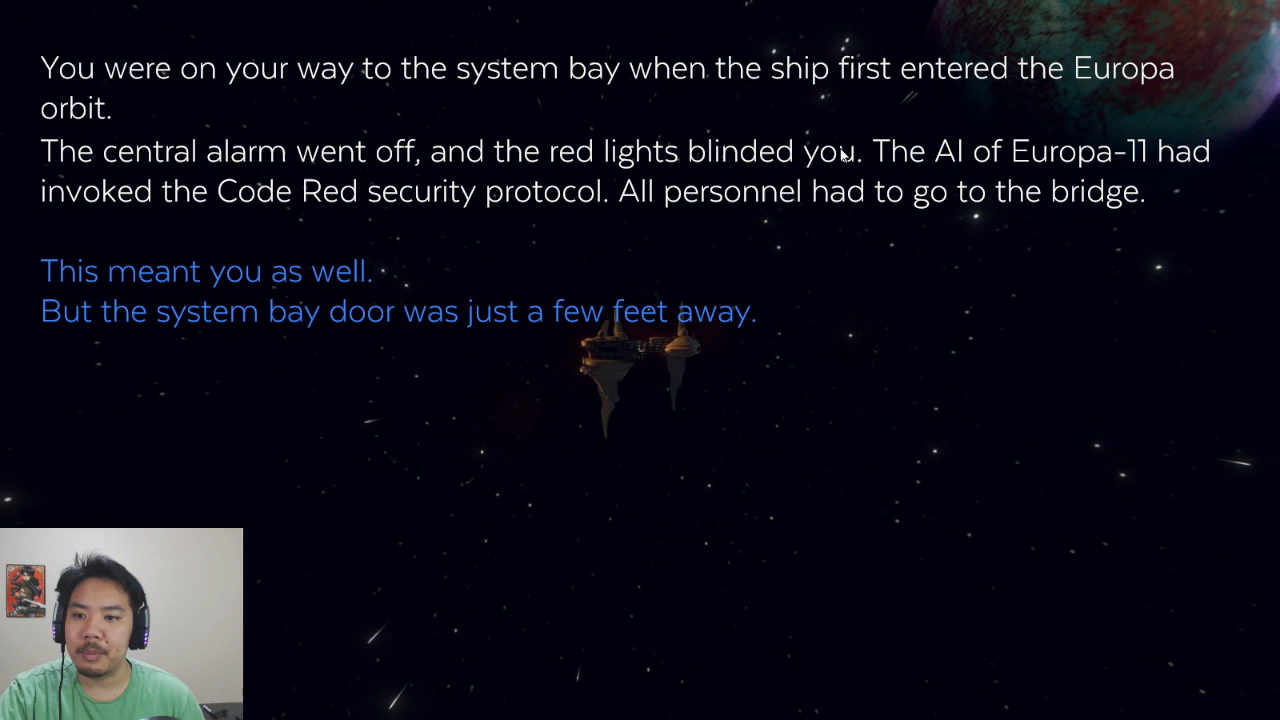 You were on your way to the system bay when the ship first entered the Europa
orbit.
The central alarm went off, and the red lights blinded you. The AI of Europa-11 had
invoked the Code Red security protocol. All personnel had to go to the bridge.
This meant you as well.
But the system bay door was just a few feet away.